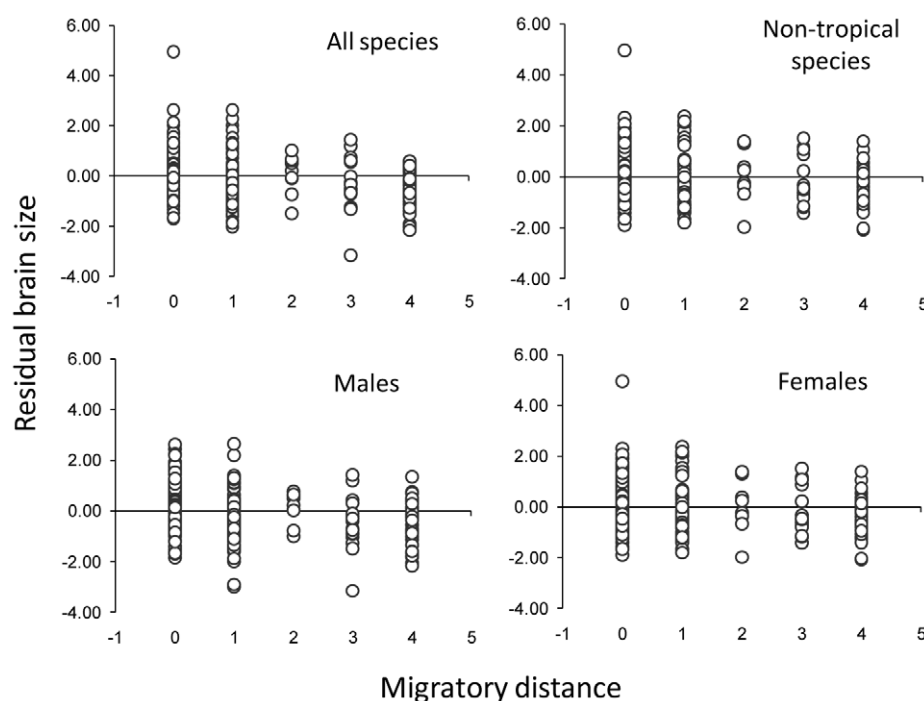 Residual brain size
All species
6.00
4.00
2.00
0.00
-2.00
-4.00
-1 0 1 2 3 4 5
Non-tropical
species
6.00
4.00
2.00
0.00
-2.00
-4.00
-1 0 1 2 3 4 5
Males
6.00
4.00
2.00
0.00
-2.00
-4.00
-1 0 1 2 3 4 5
Females
6.00
4.00
2.00
0.00
-2.00
-4.00
-1 0 1 2 3 4 5
Migratory distance